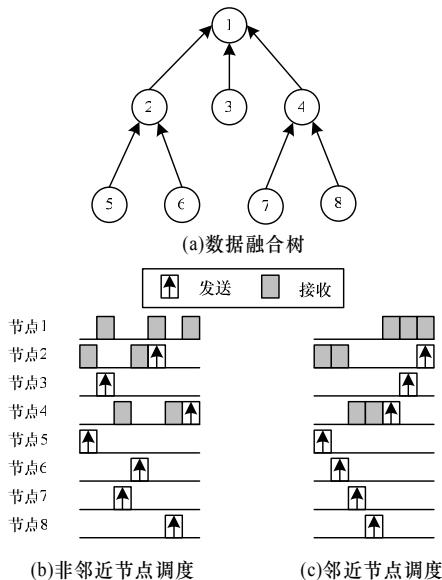 1
2
3
4
5
6
7
8
(a)数据融合树
发送 接收
节点1
节点2
节点3
节点4
节点5
节点6
节点7
节点8
(b)非邻近节点调度 (c)邻近节点调度